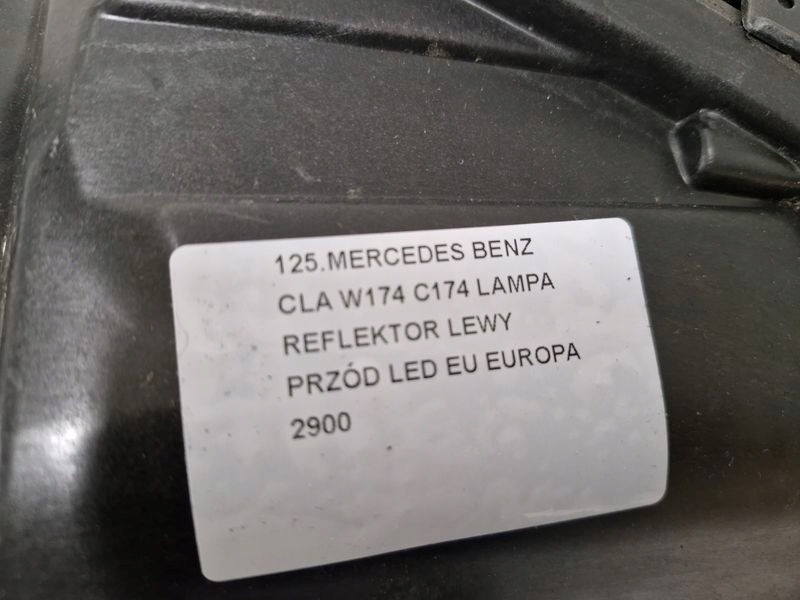 125.MERCEDES BENZ
CLA W174 C174 LAMPA
REFLEKTOR LEWY
PRZÓD LED EU EUROPA
2900